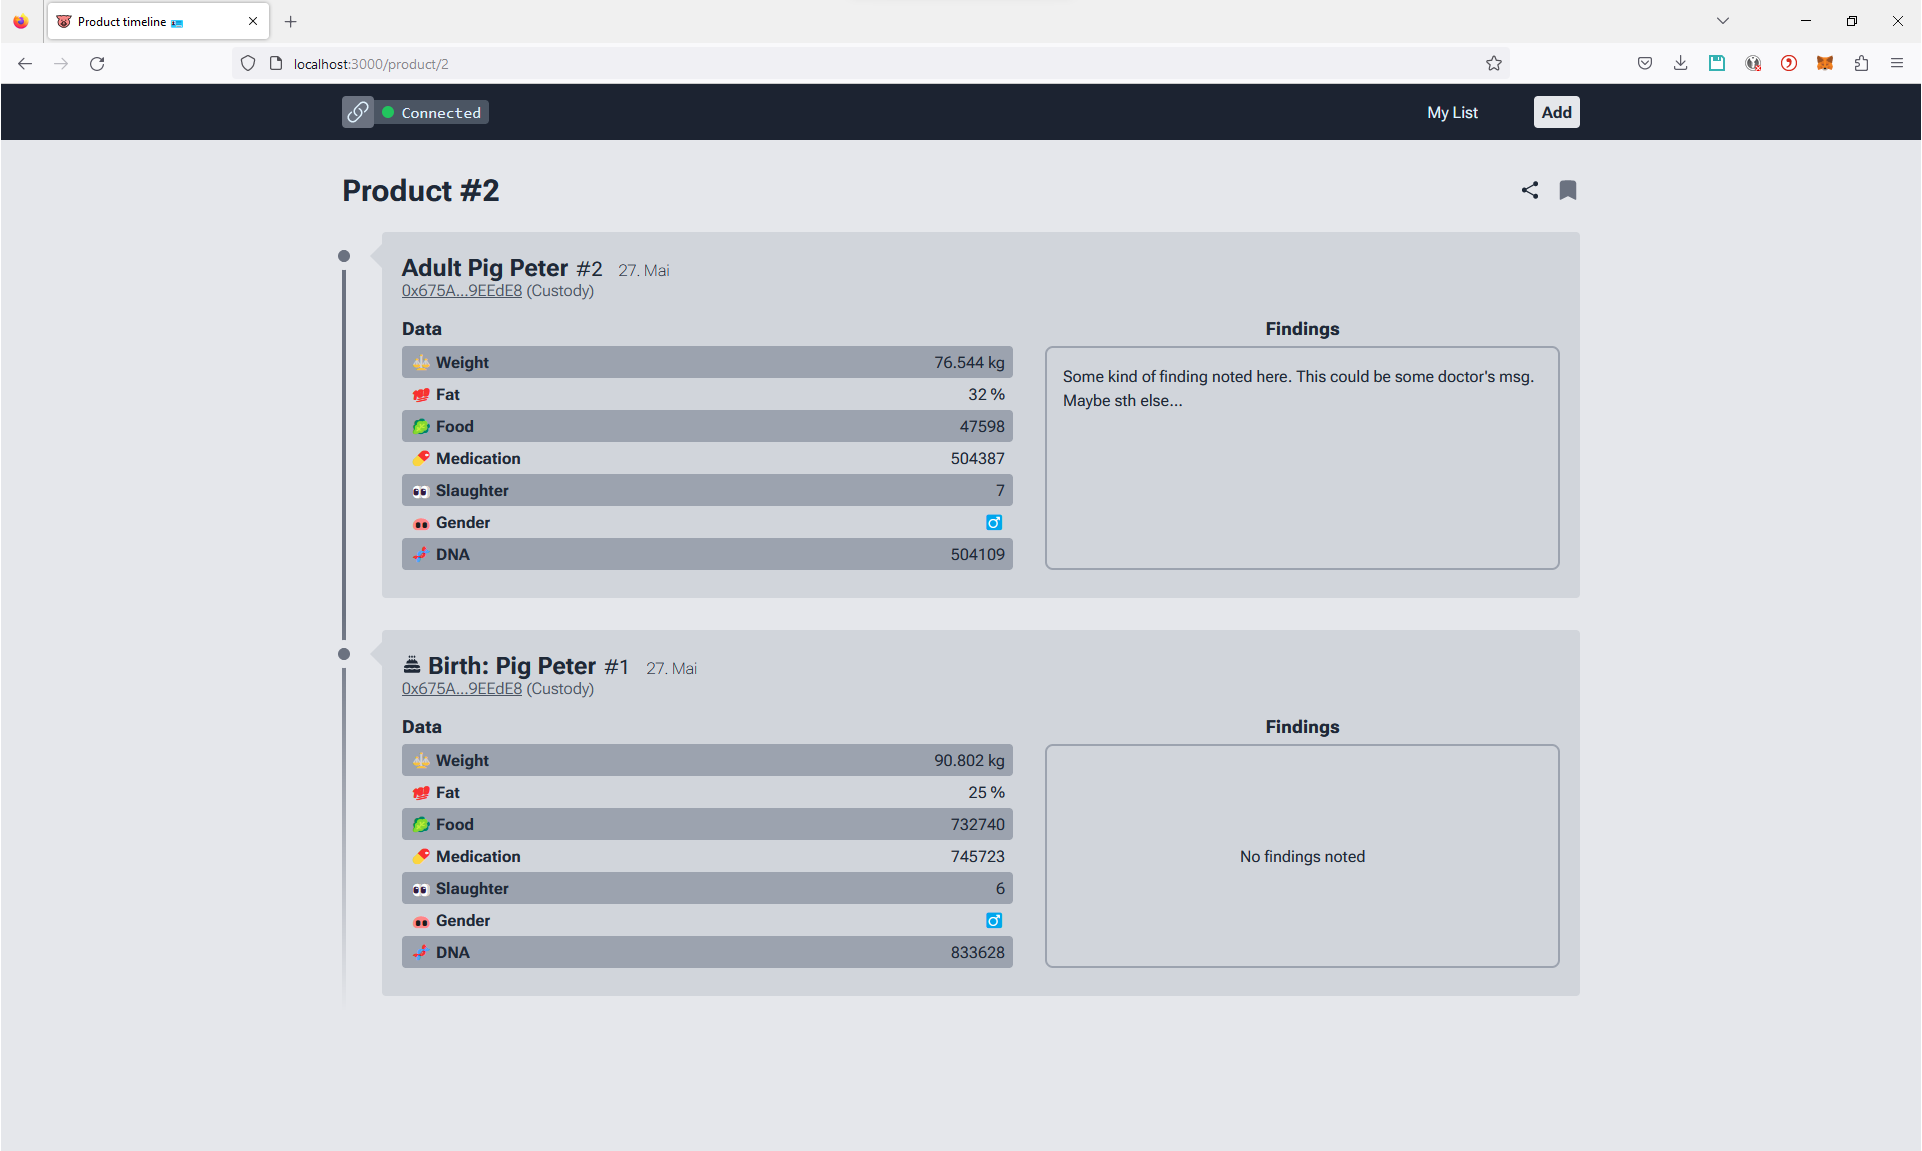 Product timeline
localhost:3000/product/2
Connected
My List
Add
Product #2
Adult Pig Peter #2 27. Mai
0x675A...9EEdE8 (Custody)
Data
Findings
Weight 76.544 kg
Fat 32 %
Food 47598
Medication 504387
Slaughter 7
Gender
DNA 504109
Some kind of finding noted here. This could be some doctor's msg.
Maybe sth else...
Birth: Pig Peter #1 27. Mai
0x675A...9EEdE8 (Custody)
Data
Findings
Weight 90.802 kg
Fat 25 %
Food 732740
Medication 745723
Slaughter 6
Gender
DNA 833628
No findings noted